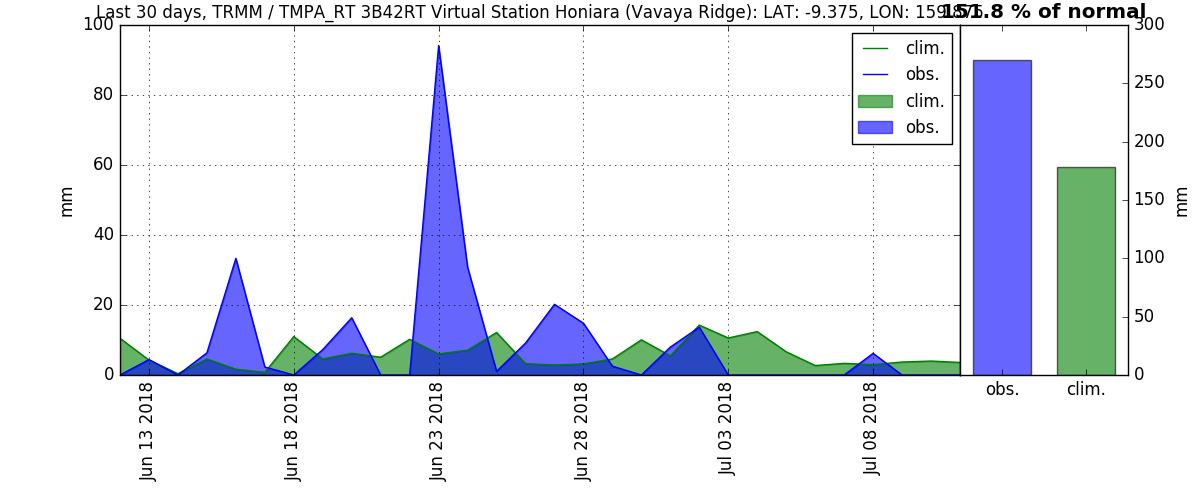 Last 30 days, TRMM / TMPA_RT 3B42RT Virtual Station Honiara (Vavaya Ridge): LAT: -9.375, LON:
151.8 % of normal
100
80
60
40
20
0
mm
clim.
obs.
clim.
obs.
Jun 13 2018
Jun 18 2018
Jun 23 2018
Jun 28 2018
Jul 03 2018
Jul 08 2018
300
250
200
150
100
50
0
mm
obs.
clim.